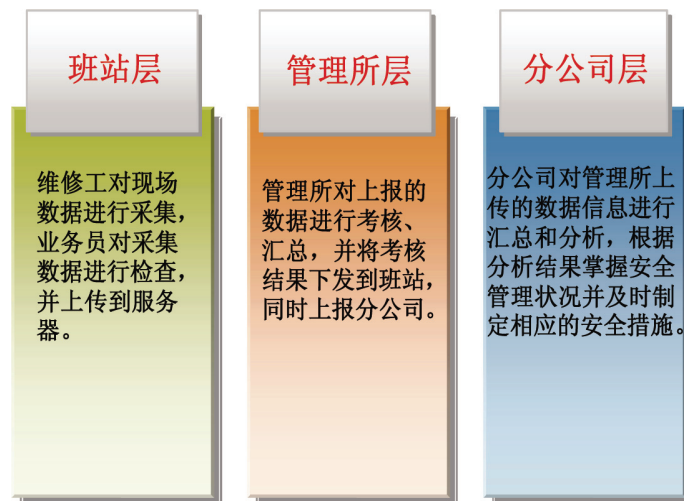 班站层
维修工对现场
数据进行采集，
业务员对采集
数据进行检查，
并上传到服务
器。
管理所层
管理所对上报的
数据进行考核、
汇总，并将考核
结果下发到班站，
同时上报分公司。
分公司层
分公司对管理所上
传的数据信息进行
汇总和分析，根据
分析结果掌握安全
管理状况并及时制
定相应的安全措施。